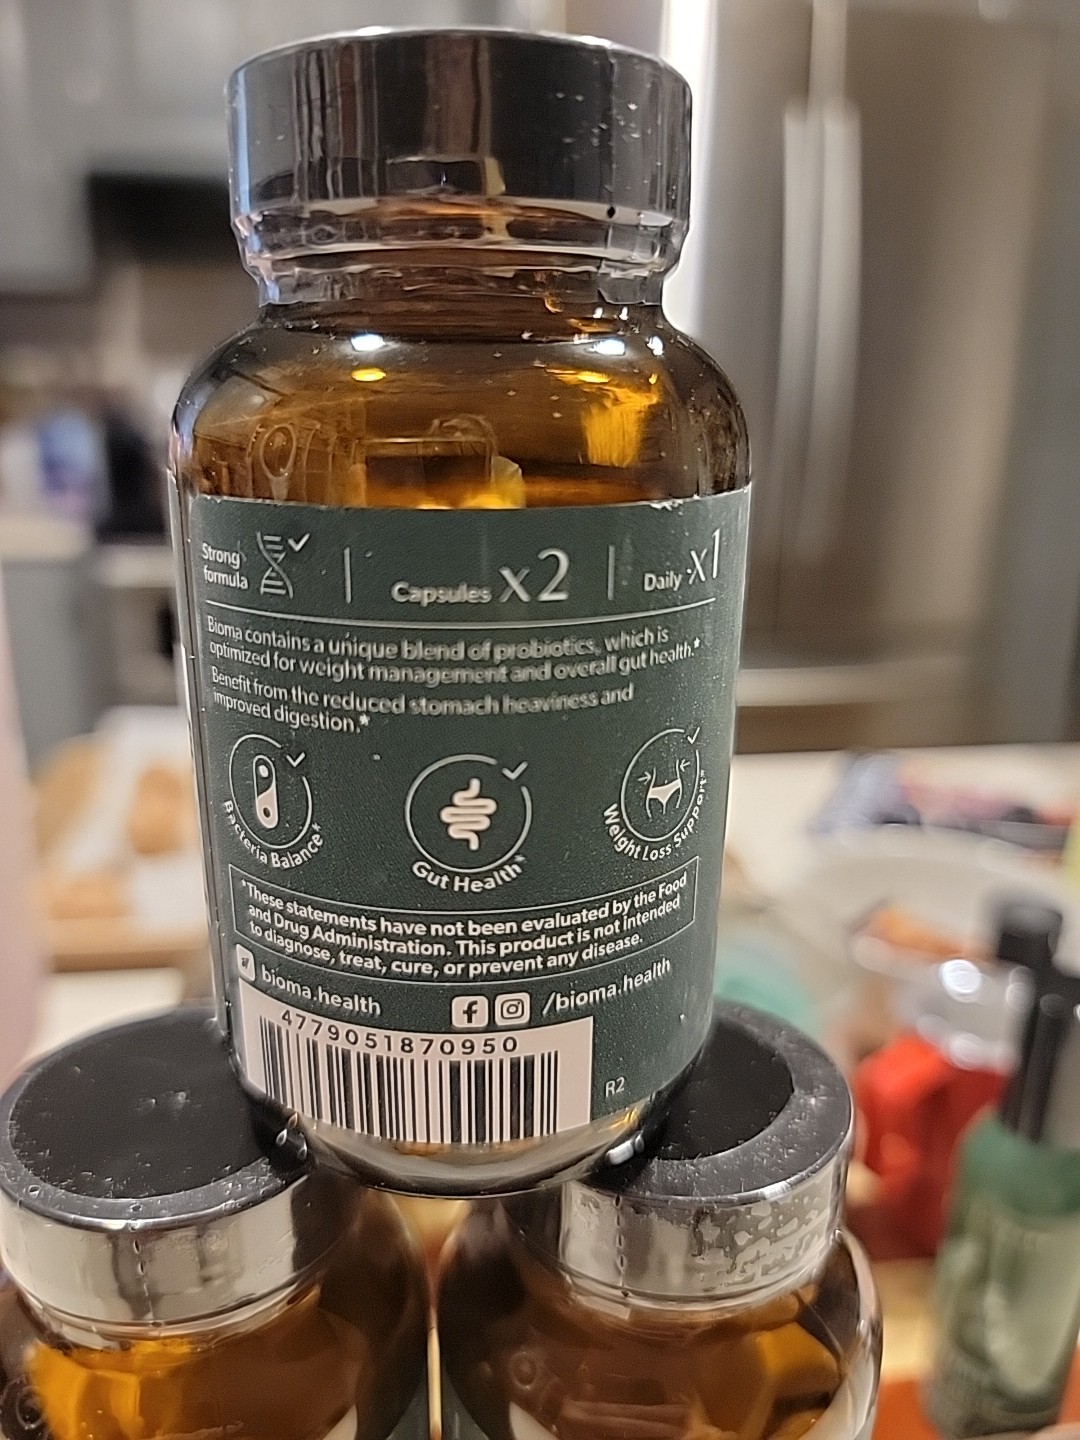 Strong
formula
Capsules x2
Daily x1
Bioma contains a unique blend of probiotics, which is
optimized for weight management and overall gut health.*
Benefit from the reduced stomach heaviness and
improved digestion.*
Bacteria Balance*
Gut Health*
Weight Loss Support*
*These statements have not been evaluated by the Food
and Drug Administration. This product is not intended
to diagnose, treat, cure, or prevent any disease.
bioma.health
/bioma.health
4779051870950
R2